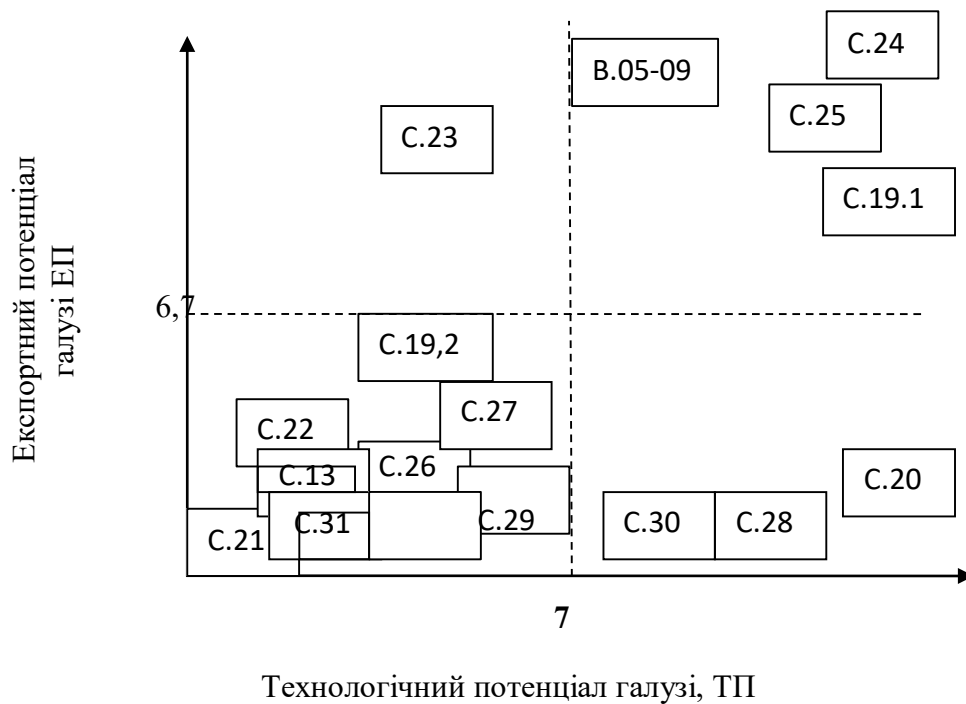 С.24
В.05-09
С.25
С.23
С.19.1
Експортний потенціал
галузі ЕП
6,7
С.19,2
С.27
С.22
С.26
С.13
С.20
С.31
С.29
С.30
С.28
С.21
7
Технологічний потенціал галузі, ТП